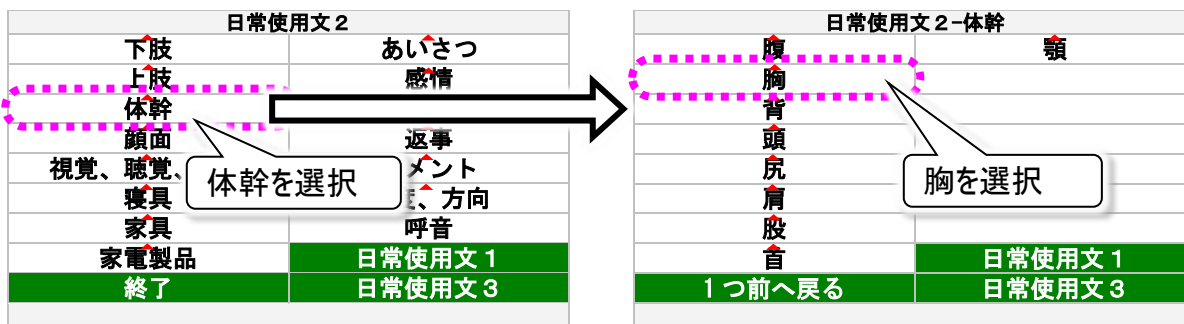 日常使用文２
下肢 あいさつ
上肢 感情
体幹
顔面 返事
視覚、聴覚、 メント
寝具 、方向
家具 呼音
家電製品 日常使用文１
終了 日常使用文３
体幹を選択
日常使用文２-体幹
腹 顎
胸
背
頭
尻
肩
股
首 日常使用文１
１つ前へ戻る 日常使用文３
胸を選択